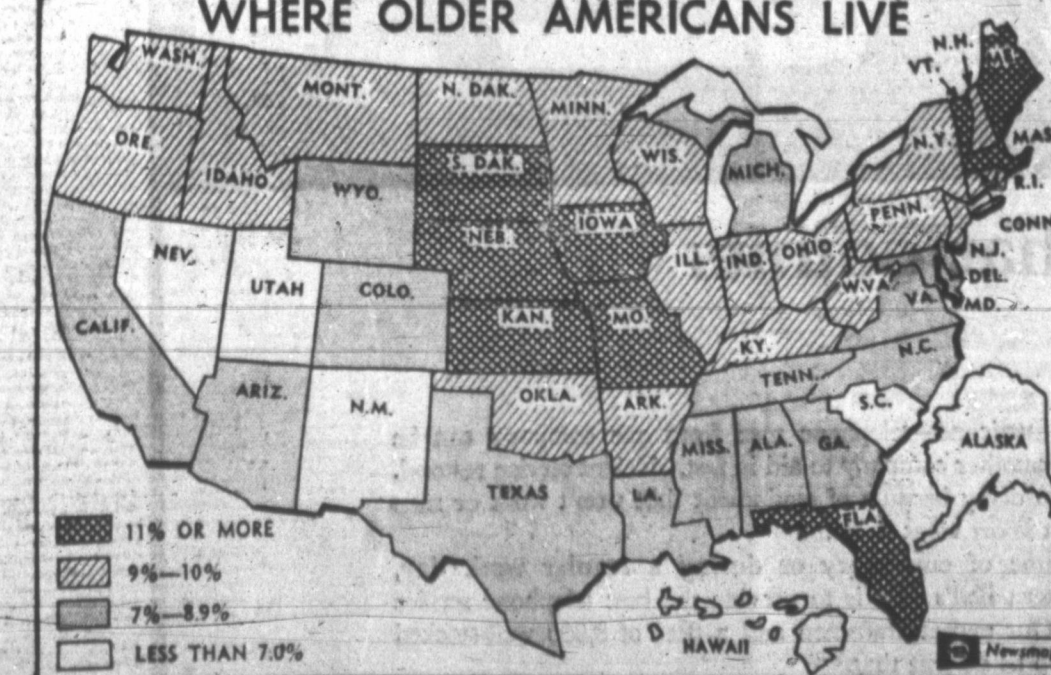 WHERE OLDER AMERICANS LIVE
WASH.
MONT.
N. DAK.
MINN.
N.H.
VT.
ME.
ORE.
IDAHO
WYO.
S. DAK.
WIS.
MICH.
N.Y.
MAS
R.I.
CONN
NEV.
UTAH
COLO.
NEB.
IOWA
ILL.
IND.
OHIO
PENN.
N.J.
DEL.
MD.
W.VA.
VA.
CALIF.
KAN.
MO.
KY.
N.C.
TENN.
S.C.
ARIZ.
N.M.
OKLA.
ARK.
MISS.
ALA.
GA.
ALASKA
TEXAS
LA.
FLA.
HAWAII
11% OR MORE
9%—10%
7%—8.9%
LESS THAN 7.0%
Newsma